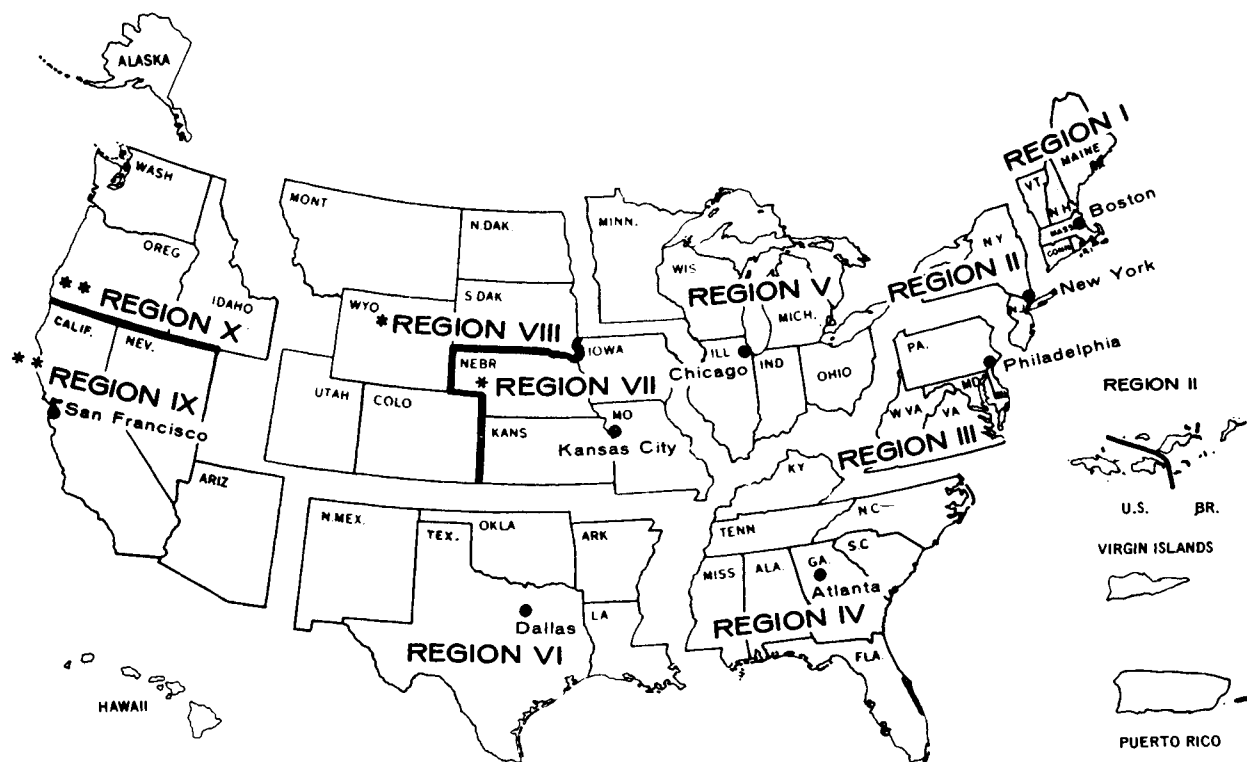 ALASKA
REGION I
MAINE
VT.
N.H.
Boston
MASS
CONN
R.I.
WASH
MONT
N.DAK.
MINN.
OREG
IDAHO
WYO
S.DAK
WIS
MICH.
N.Y
REGION II
New York
N.J.
** REGION X
*REGION VIII
REGION V
CALIF.
NEV.
NEBR
IOWA
ILL
IND
OHIO
PA.
Philadelphia
MD
** REGION IX
* REGION VII
Chicago
REGION II
San Francisco
UTAH
COLO
KANS
MO
Kansas City
W VA
VA
REGION III
KY
ARIZ
N.MEX.
TEX.
OKLA
ARK
TENN
N C
S.C
U.S. BR.
VIRGIN ISLANDS
MISS
ALA.
GA.
Atlanta
Dallas
LA
REGION IV
REGION VI
FLA.
HAWAII
PUERTO RICO